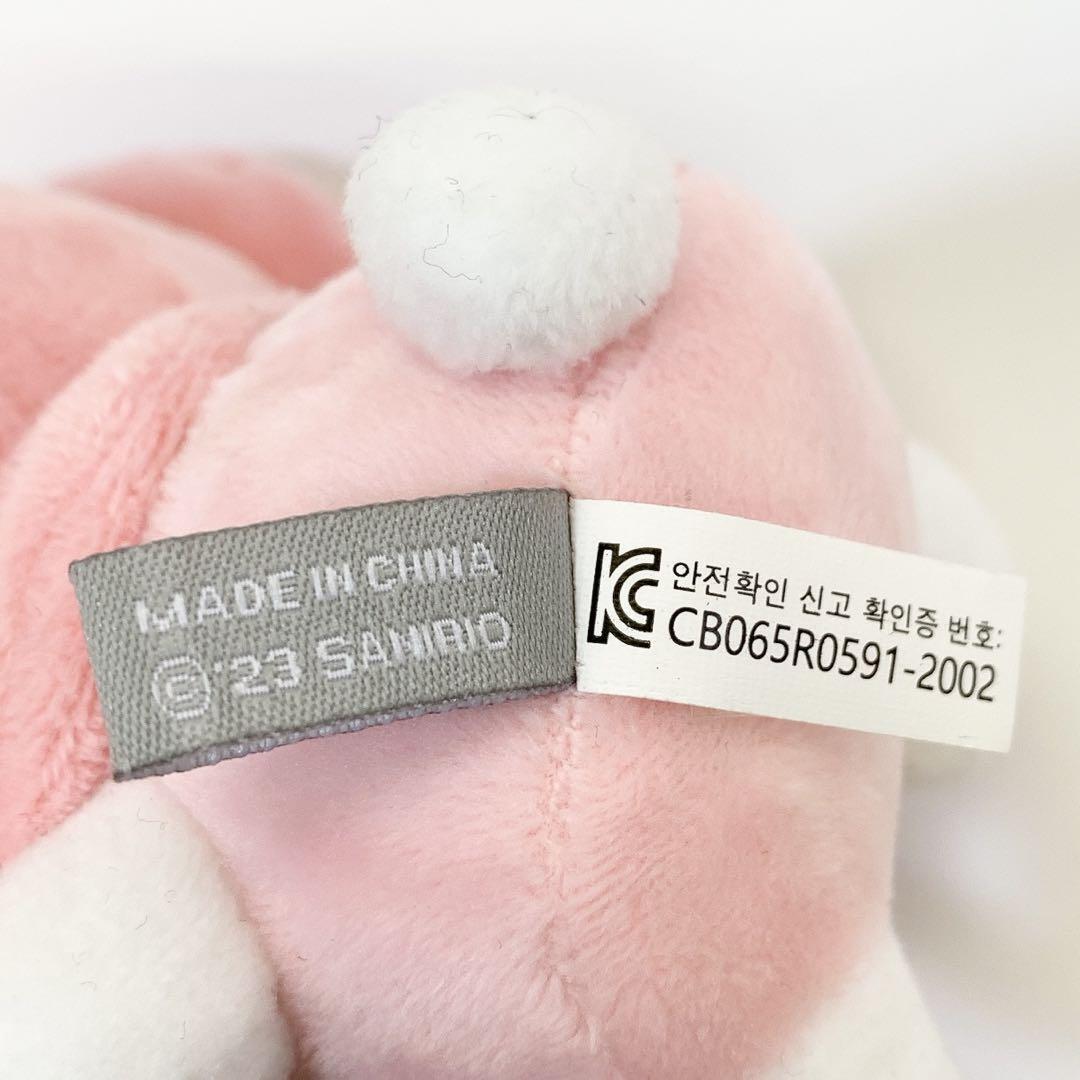 MADE IN CHINA
Ⓢ'23 SANRIO
KC
안전확인 신고 확인증 번호:
CB065R0591-2002